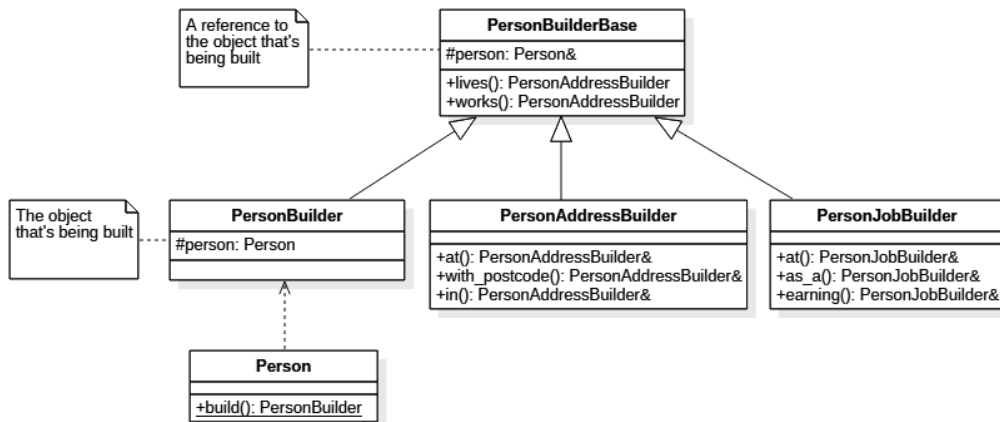 A reference to
the object that's
being built
PersonBuilderBase
#person: Person&
+lives(): PersonAddressBuilder
+works(): PersonAddressBuilder
The object
that's being built
PersonBuilder
#person: Person
PersonAddressBuilder
+at(): PersonAddressBuilder&
+with_postcode(): PersonAddressBuilder&
+in(): PersonAddressBuilder&
PersonJobBuilder
+at(): PersonJobBuilder&
+as_a(): PersonJobBuilder&
+earning(): PersonJobBuilder&
Person
+build(): PersonBuilder